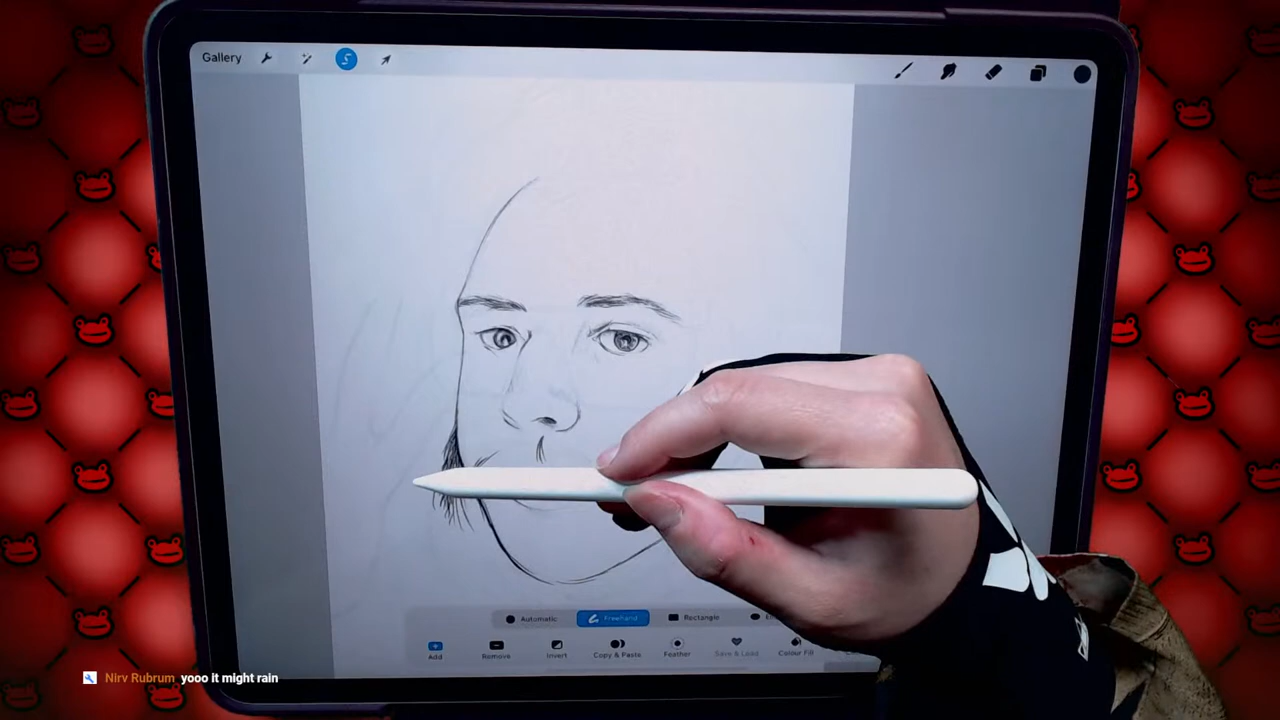 Gallery
Automatic
Freehand
Rectangle
Add
Remove
Invert
Copy & Paste
Feather
Save & Load
Colour Fill
Nirv Rubrum yooo it might rain